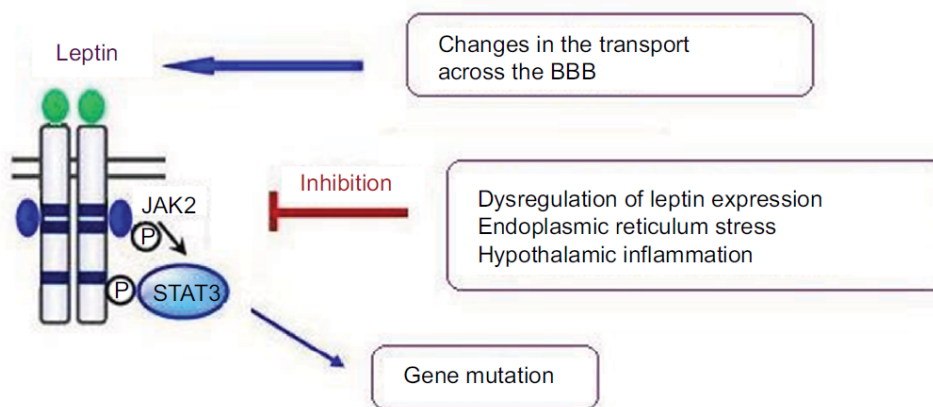 Leptin
Changes in the transport
across the BBB
Inhibition
Dysregulation of leptin expression
Endoplasmic reticulum stress
Hypothalamic inflammation
JAK2
P
P
STAT3
Gene mutation